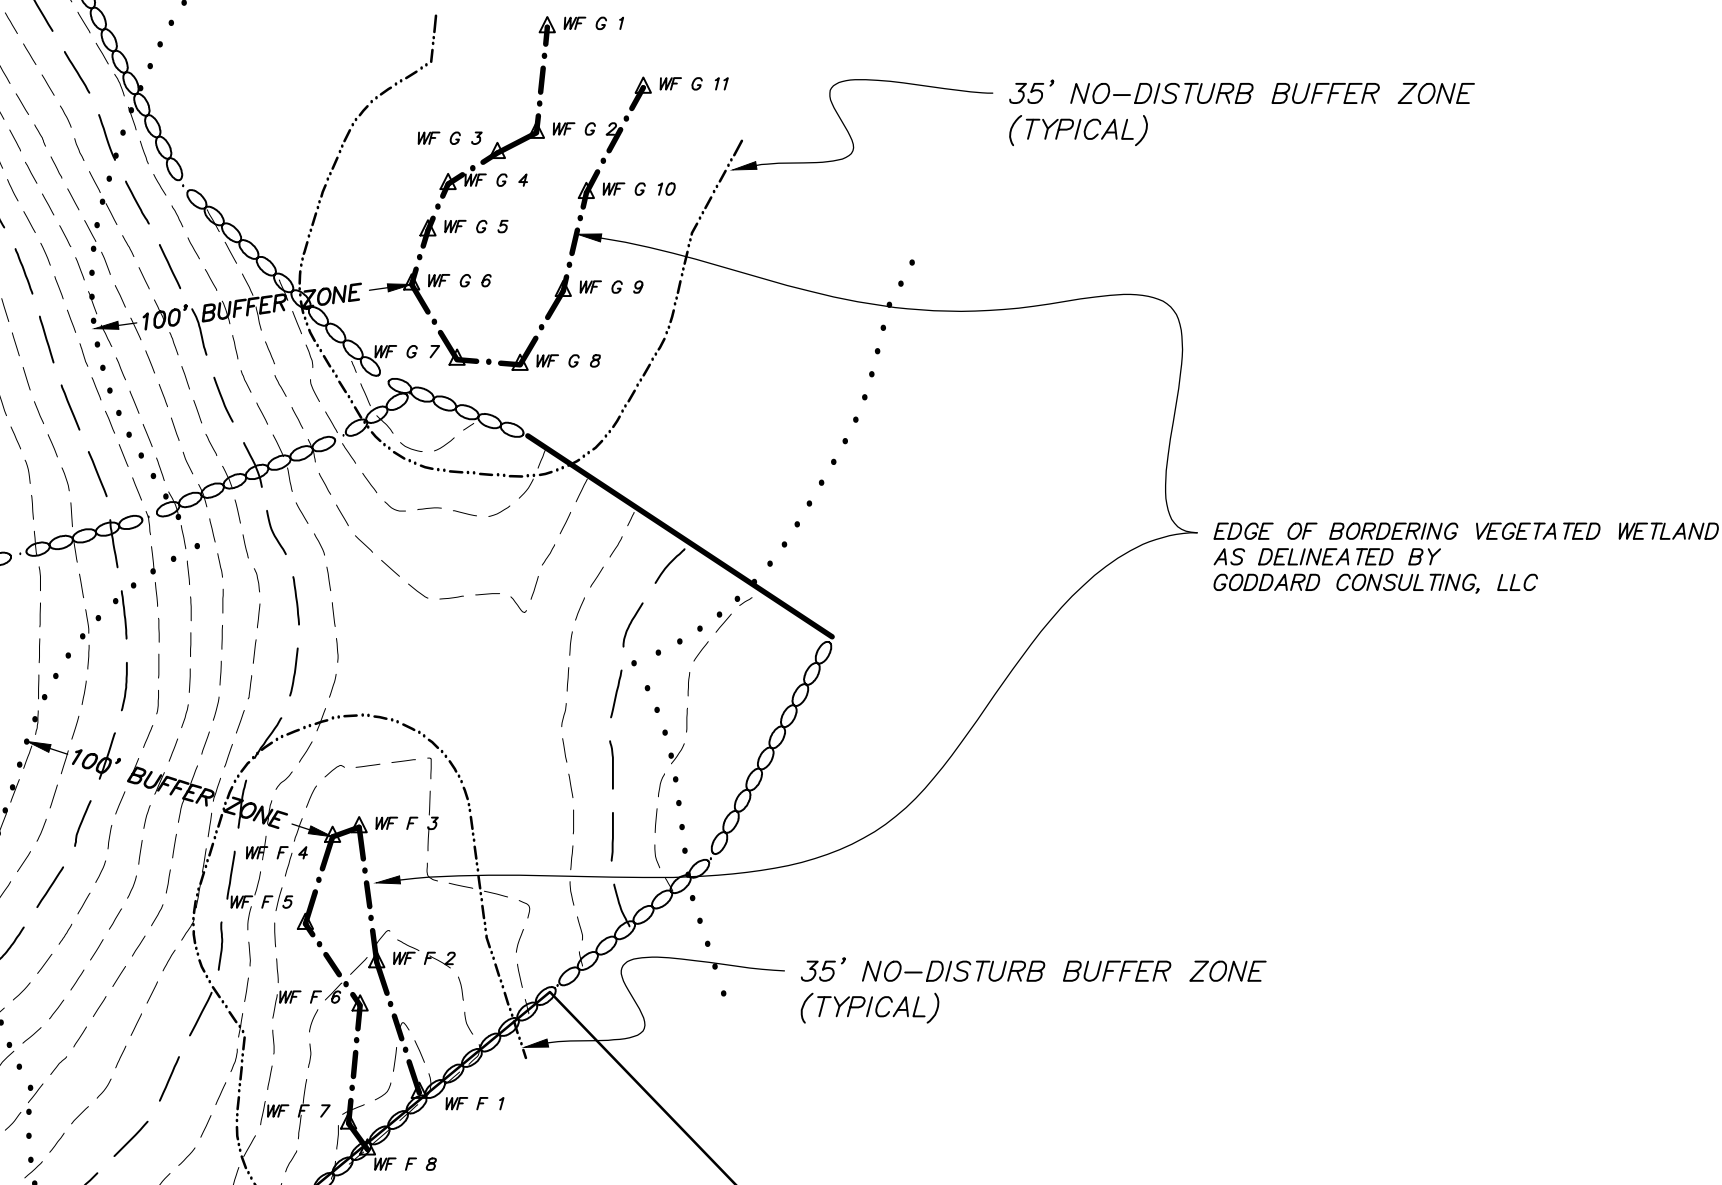 WF G 1
WF G 11
35' NO-DISTURB BUFFER ZONE
(TYPICAL)
WF G 2
WF G 3
WF G 4
WF G 10
WF G 5
WF G 6
WF G 9
100' BUFFER ZONE
WF G 7
WF G 8
EDGE OF BORDERING VEGETATED WETLAND
AS DELINEATED BY
GODDARD CONSULTING, LLC
100' BUFFER ZONE
WF F 3
WF F 4
WF F 5
WF F 2
35' NO-DISTURB BUFFER ZONE
(TYPICAL)
WF F 6
WF F 1
WF F 7
WF F 8